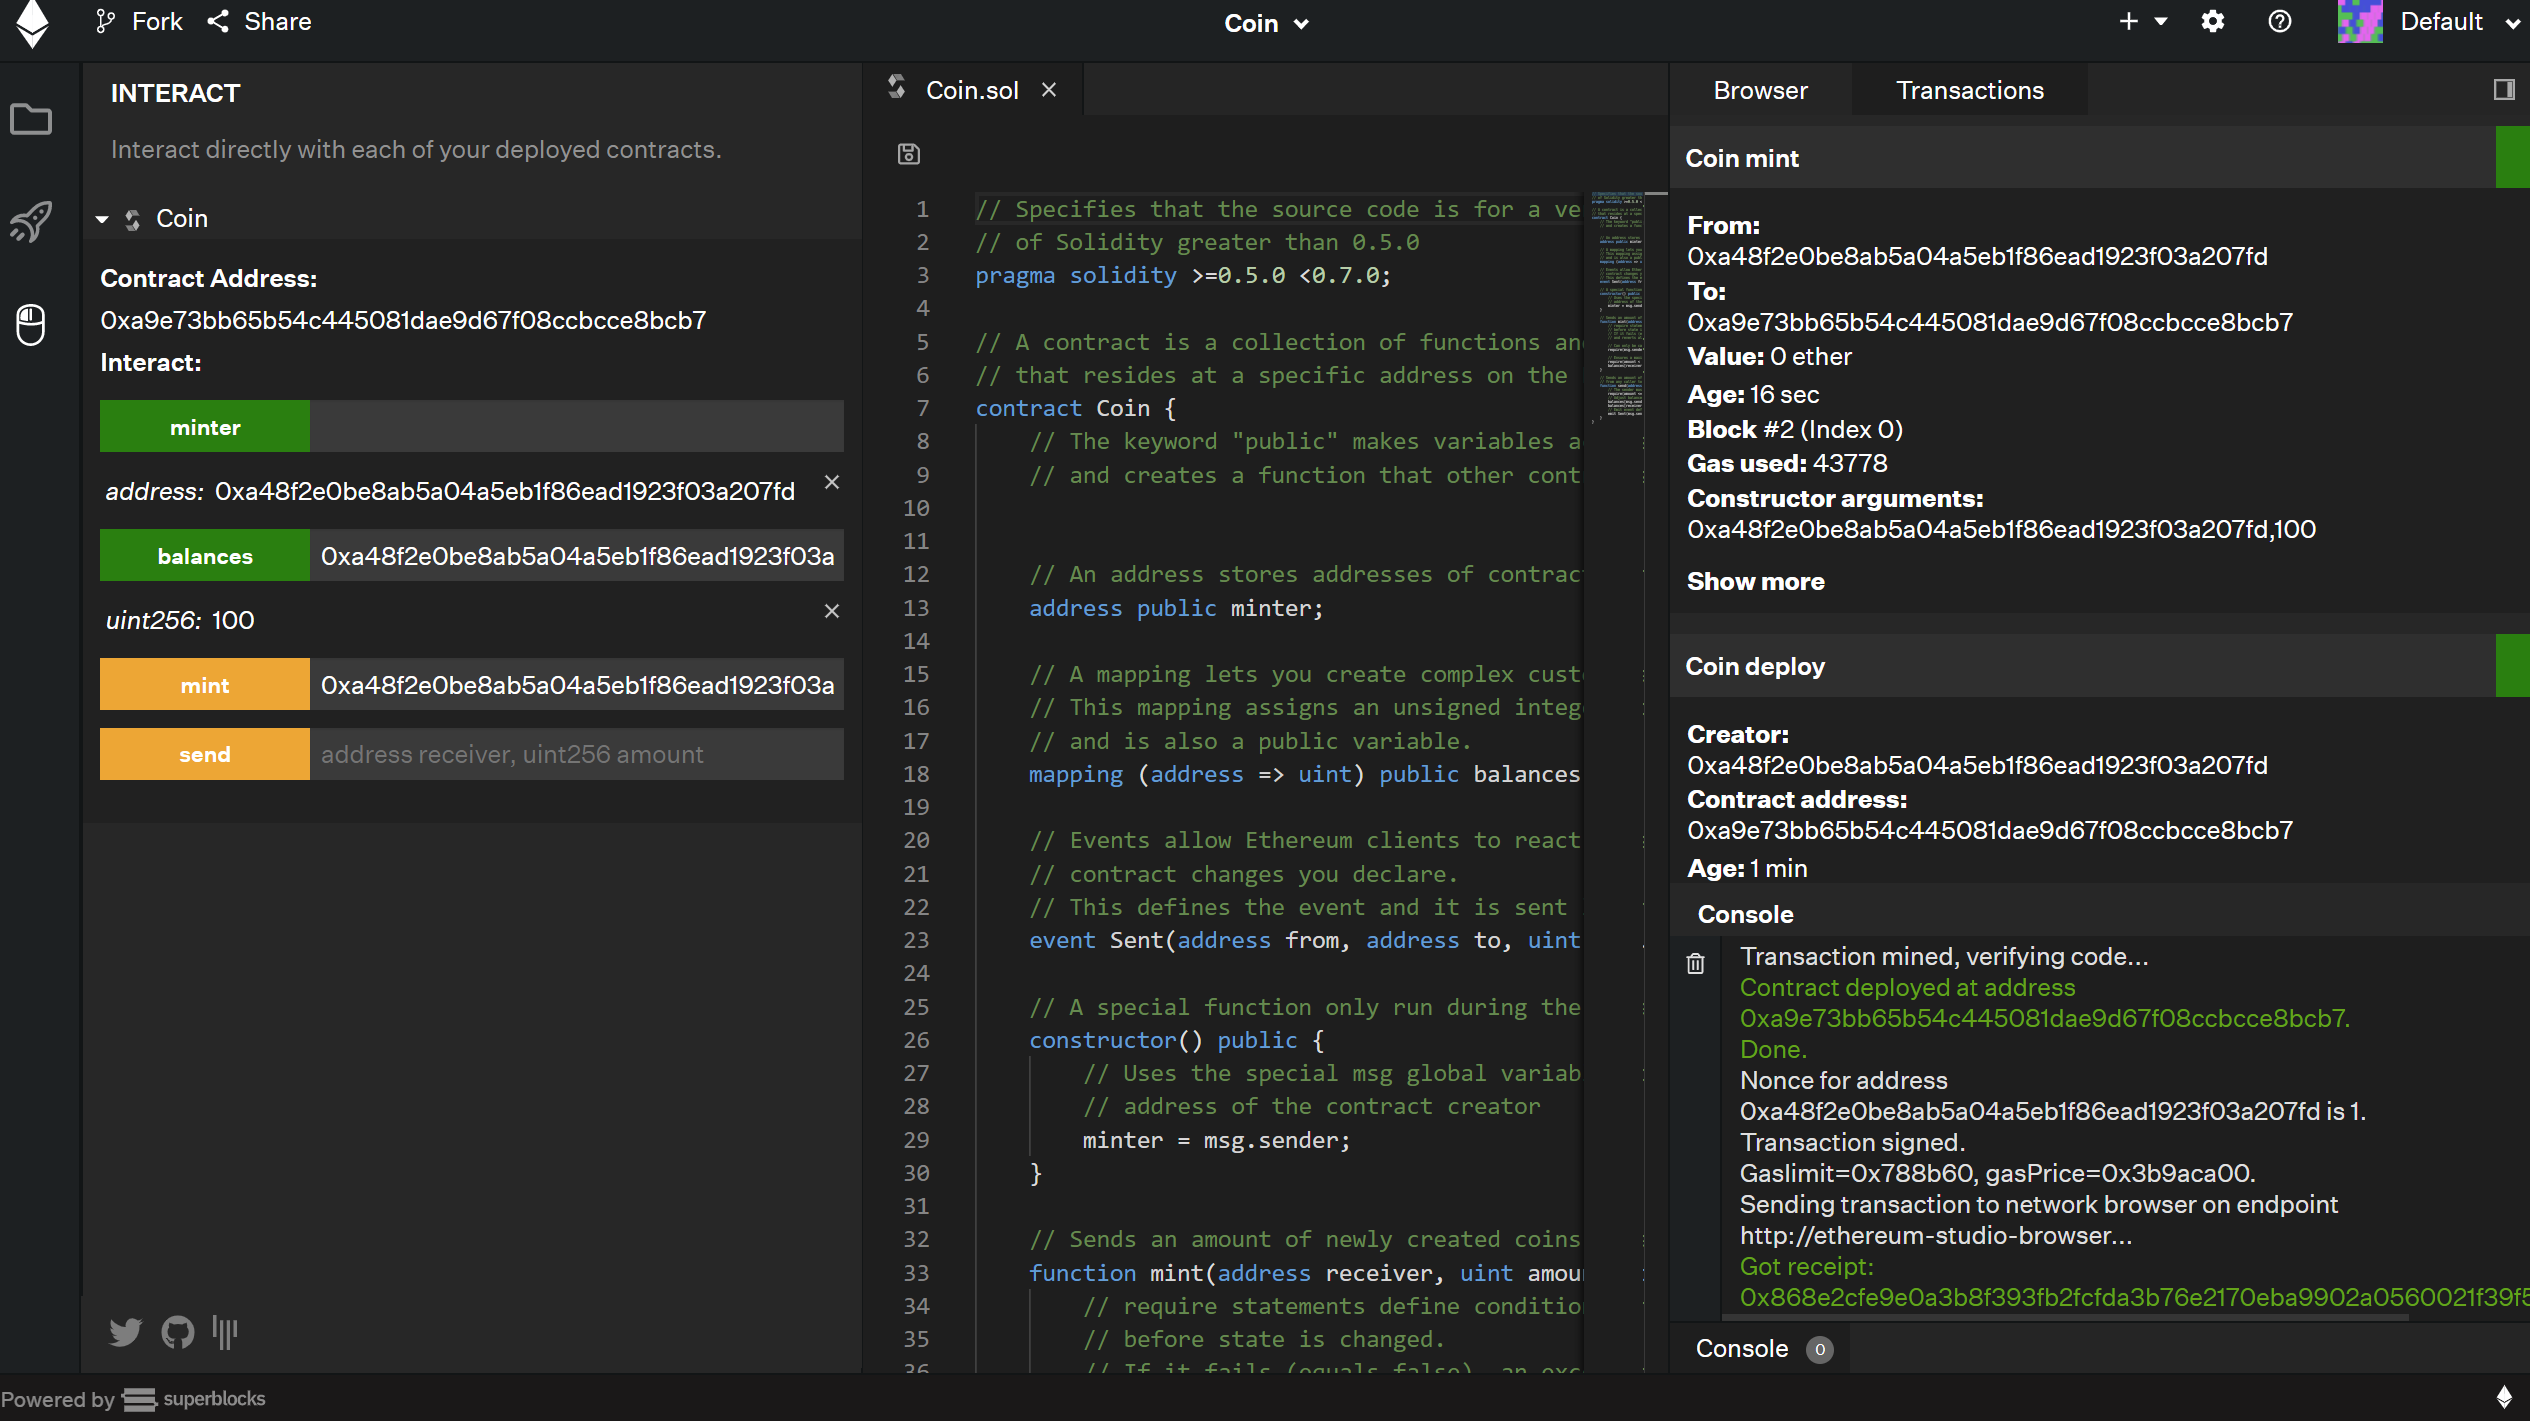 Fork
Share
Coin
Default
INTERACT
Interact directly with each of your deployed contracts.
Coin
Contract Address:
0xa9e73bb65b54c445081dae9d67f08ccbcce8bcb7
Interact:
minter
address: 0xa48f2e0be8ab5a04a5eb1f86ead1923f03a207fd
balances 0xa48f2e0be8ab5a04a5eb1f86ead1923f03a
uint256: 100
mint 0xa48f2e0be8ab5a04a5eb1f86ead1923f03a
send address receiver, uint256 amount
Coin.sol
1 // Specifies that the source code is for a ve
2 // of Solidity greater than 0.5.0
3 pragma solidity >=0.5.0 <0.7.0;
4
5 // A contract is a collection of functions an
6 // that resides at a specific address on the
7 contract Coin {
8 // The keyword "public" makes variables a
9 // and creates a function that other cont
10
11
12 // An address stores addresses of contrac
13 address public minter;
14
15 // A mapping lets you create complex cust
16 // This mapping assigns an unsigned integ
17 // and is also a public variable.
18 mapping (address => uint) public balances
19
20 // Events allow Ethereum clients to react
21 // contract changes you declare.
22 // This defines the event and it is sent
23 event Sent(address from, address to, uint
24
25 // A special function only run during the
26 constructor() public {
27 // Uses the special msg global variab
28 // address of the contract creator
29 minter = msg.sender;
30 }
31
32 // Sends an amount of newly created coins
33 function mint(address receiver, uint amou
34 // require statements define conditio
35 // before state is changed.
36 // If it fails (equals false), an exc
Browser
Transactions
Coin mint
From:
0xa48f2e0be8ab5a04a5eb1f86ead1923f03a207fd
To:
0xa9e73bb65b54c445081dae9d67f08ccbcce8bcb7
Value: 0 ether
Age: 16 sec
Block #2 (Index 0)
Gas used: 43778
Constructor arguments:
0xa48f2e0be8ab5a04a5eb1f86ead1923f03a207fd,100
Show more
Coin deploy
Creator:
0xa48f2e0be8ab5a04a5eb1f86ead1923f03a207fd
Contract address:
0xa9e73bb65b54c445081dae9d67f08ccbcce8bcb7
Age: 1 min
Console
Transaction mined, verifying code...
Contract deployed at address
0xa9e73bb65b54c445081dae9d67f08ccbcce8bcb7.
Done.
Nonce for address
0xa48f2e0be8ab5a04a5eb1f86ead1923f03a207fd is 1.
Transaction signed.
Gaslimit=0x788b60, gasPrice=0x3b9aca00.
Sending transaction to network browser on endpoint
http://ethereum-studio-browser...
Got receipt:
0x868e2cfe9e0a3b8f393fb2fcfda3b76e2170eba9902a0560021f39f5
Console 0
Powered by superblocks